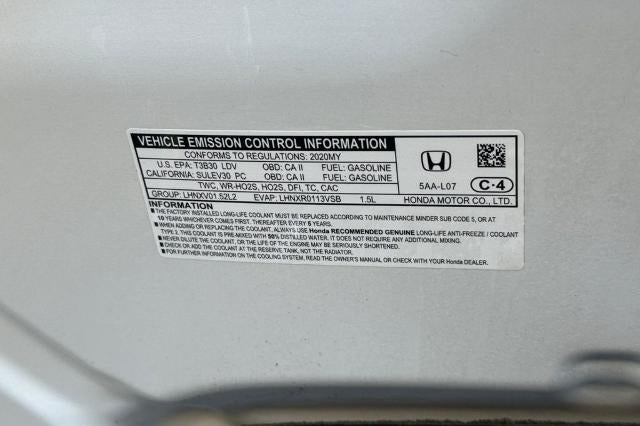 VEHICLE EMISSION CONTROL INFORMATION
CONFORMS TO REGULATIONS: 2020MY
U.S. EPA: T3B30 LDV OBD: CA II FUEL: GASOLINE
CALIFORNIA: SULEV30 PC OBD: CA II FUEL: GASOLINE
TWC, WR-HO2S, HO2S, DFI, TC, CAC
GROUP: LHNXV01.52L2 EVAP: LHNXR0113VSB 1.5L
5AA-L07 C-4
HONDA MOTOR CO., LTD.
INFORMATION
■ THE FACTORY INSTALLED LONG-LIFE COOLANT MUST BE REPLACED ACCORDING TO MAINTENANCE MINDER SUB CODE 5, OR AT
10 YEARS WHICHEVER COMES FIRST. THEREAFTER EVERY 5 YEARS.
■ WHEN ADDING OR REPLACING THE COOLANT, ALWAYS USE Honda RECOMMENDED GENUINE LONG-LIFE ANTI-FREEZE / COOLANT
TYPE 2. THIS COOLANT IS PRE-MIXED WITH 50% DISTILLED WATER. IT DOES NOT REQUIRE ANY ADDITIONAL MIXING.
■ NEVER DILUTE THE COOLANT, OR THE ENGINE LIFE MAY BE SERIOUSLY SHORTENED.
■ CHECK AND ADD COOLANT AT THE RESERVE TANK, NOT THE RADIATOR.
■ FOR FURTHER INFORMATION ON THE COOLING SYSTEM, READ THE OWNER'S MANUAL OR CHECK WITH YOUR Honda DEALER.